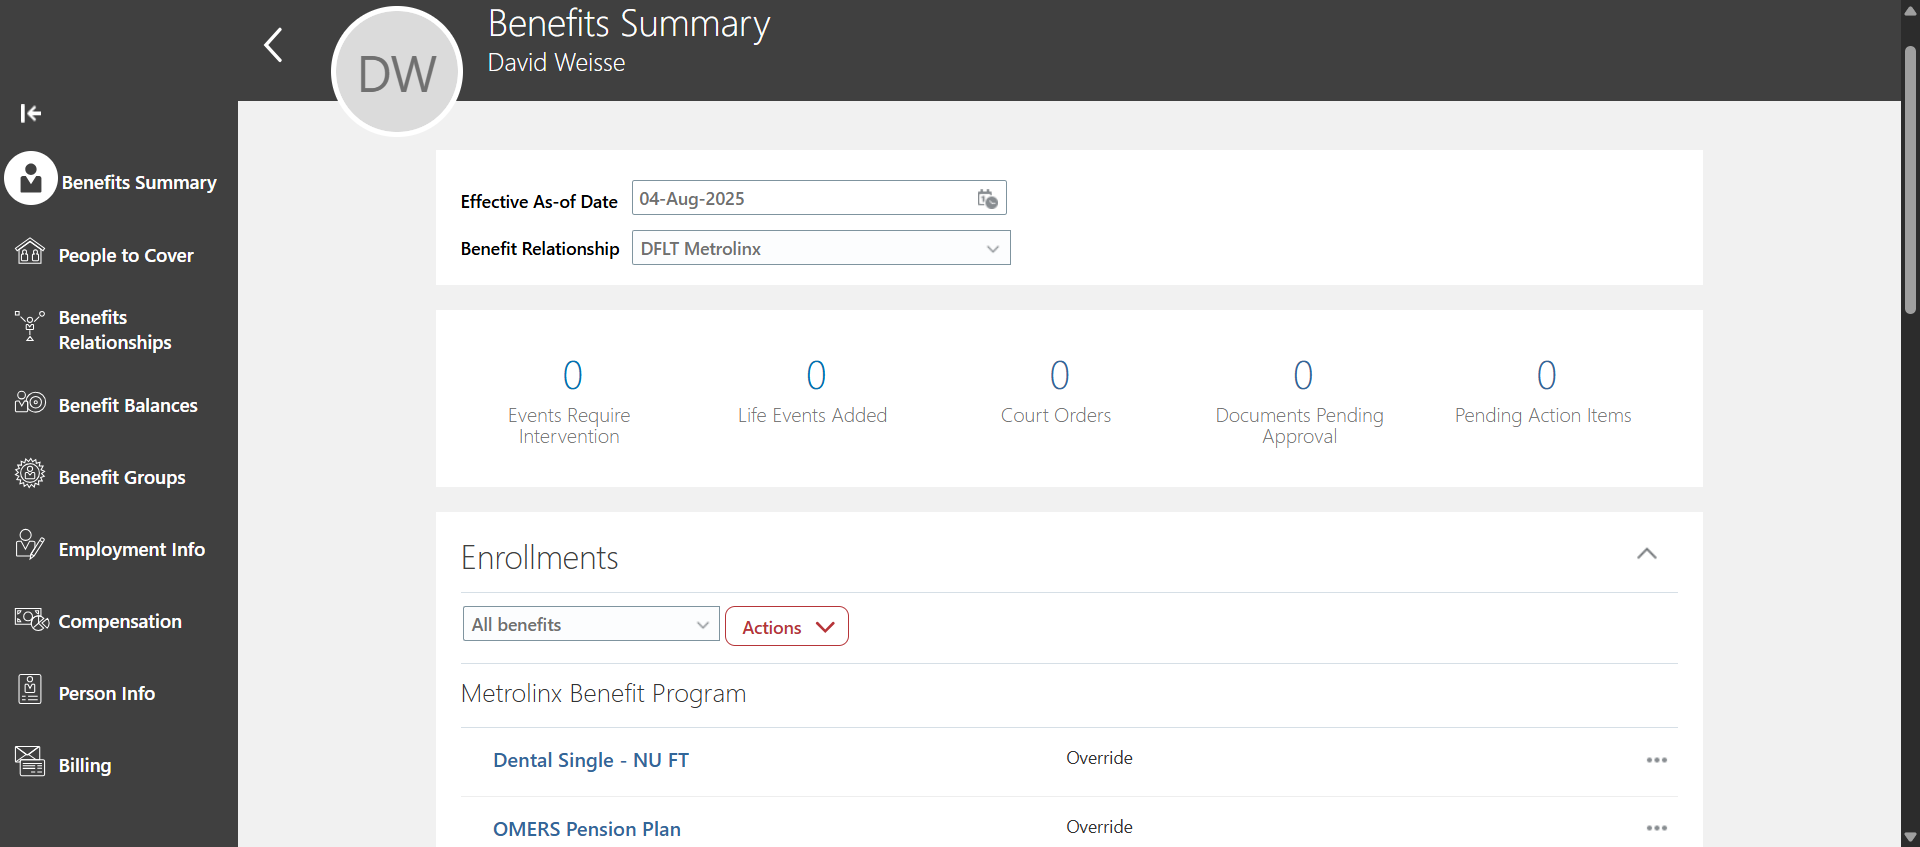 Benefits Summary
David Weisse
DW
Benefits Summary
People to Cover
Benefits
Relationships
Benefit Balances
Benefit Groups
Employment Info
Compensation
Person Info
Billing
Effective As-of Date 04-Aug-2025
Benefit Relationship DFLT Metrolinx
0
Events Require
Intervention
0
Life Events Added
0
Court Orders
0
Documents Pending
Approval
0
Pending Action Items
Enrollments
All benefits Actions
Metrolinx Benefit Program
Dental Single - NU FT Override
OMERS Pension Plan Override